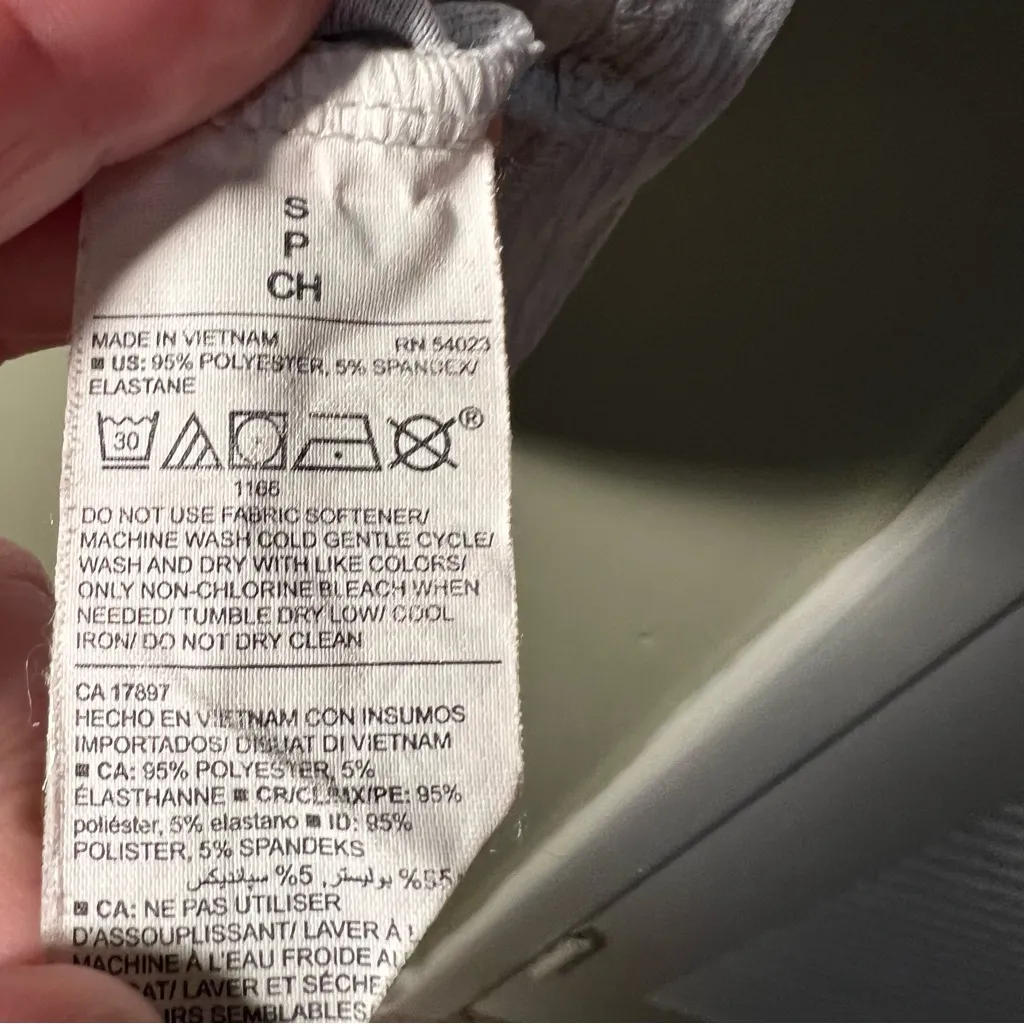 S
P
CH
MADE IN VIETNAM RN 54023
US: 95% POLYESTER, 5% SPANDEX/
ELASTANE
30
®
1166
DO NOT USE FABRIC SOFTENER/
MACHINE WASH COLD GENTLE CYCLE/
WASH AND DRY WITH LIKE COLORS/
ONLY NON-CHLORINE BLEACH WHEN
NEEDED/ TUMBLE DRY LOW/ COOL
IRON/ DO NOT DRY CLEAN
CA 17897
HECHO EN VIETNAM CON INSUMOS
IMPORTADOS/ DIBUAT DI VIETNAM
CA: 95% POLYESTER, 5%
ÉLASTHANNE CR/CL/MX/PE: 95%
poliéster, 5% elastano ID: 95%
POLISTER, 5% SPANDEKS
%95 بوليستر, %5 سباندیکس
CA: NE PAS UTILISER
D'ASSOUPLISSANT/ LAVER À
MACHINE À L'EAU FROIDE
LAVER ET
SEMBLABLES/